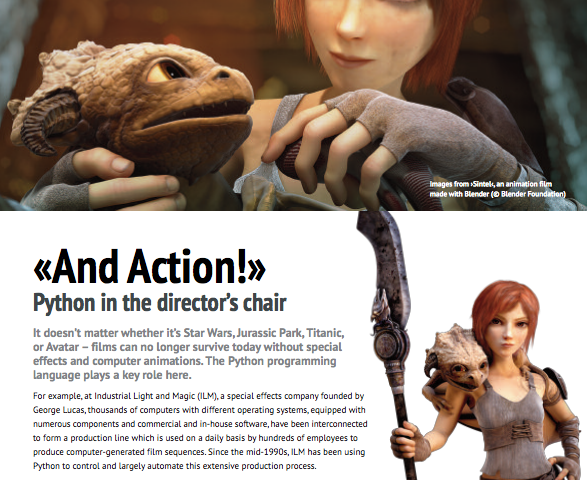 Images from ›Sintel‹, an animation film
made with Blender (© Blender Foundation)
«And Action!»
Python in the director's chair
It doesn't matter whether it's Star Wars, Jurassic Park, Titanic,
or Avatar – films can no longer survive today without special
effects and computer animations. The Python programming
language plays a key role here.
For example, at Industrial Light and Magic (ILM), a special effects company founded by
George Lucas, thousands of computers with different operating systems, equipped with
numerous components and commercial and in-house software, have been interconnected
to form a production line which is used on a daily basis by hundreds of employees to
produce computer-generated film sequences. Since the mid-1990s, ILM has been using
Python to control and largely automate this extensive production process.